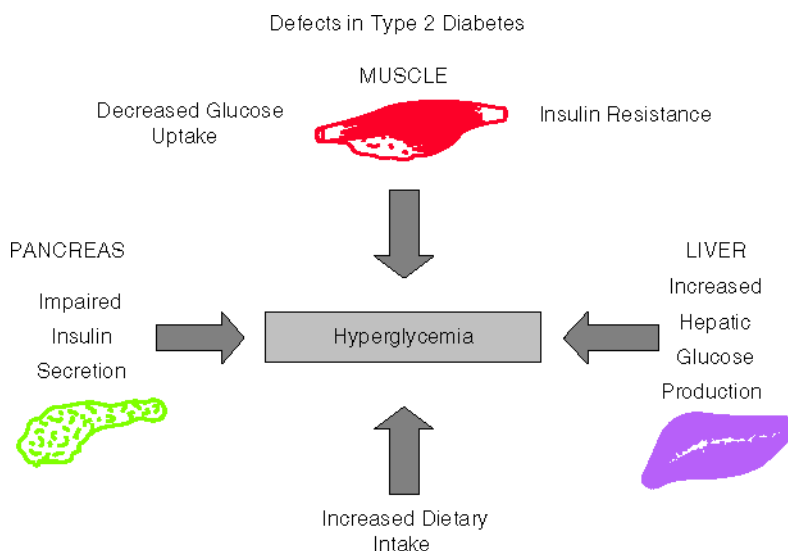 Defects in Type 2 Diabetes
MUSCLE
Decreased Glucose
Uptake
Insulin Resistance
PANCREAS
Impaired
Insulin
Secretion
Hyperglycemia
LIVER
Increased
Hepatic
Glucose
Production
Increased Dietary
Intake